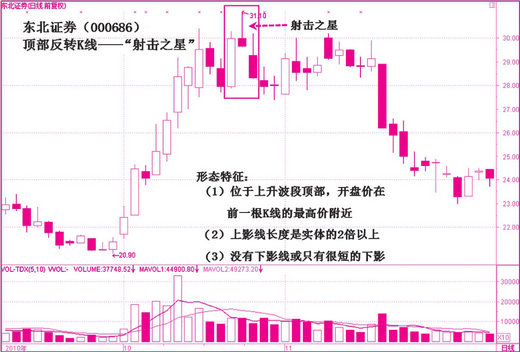 东北证券(日线.前复权)
31.10
东北证券（000686）
顶部反转K线——“射击之星”
射击之星
30.00
29.00
28.00
27.00
26.00
25.00
24.00
23.00
22.00
形态特征：
（1）位于上升波段顶部，开盘价在
前一根K线的最高价附近
（2）上影线长度是实体的2倍以上
（3）没有下影线或只有很短的下影
←20.90
VOL-TDX(5,10) VVOL:- VOLUME:37748.52↓ MAVOL1:44900.80↓ MAVOL2:49273.20↓
15000
10000
5000
X10
2010年 10 11 日线